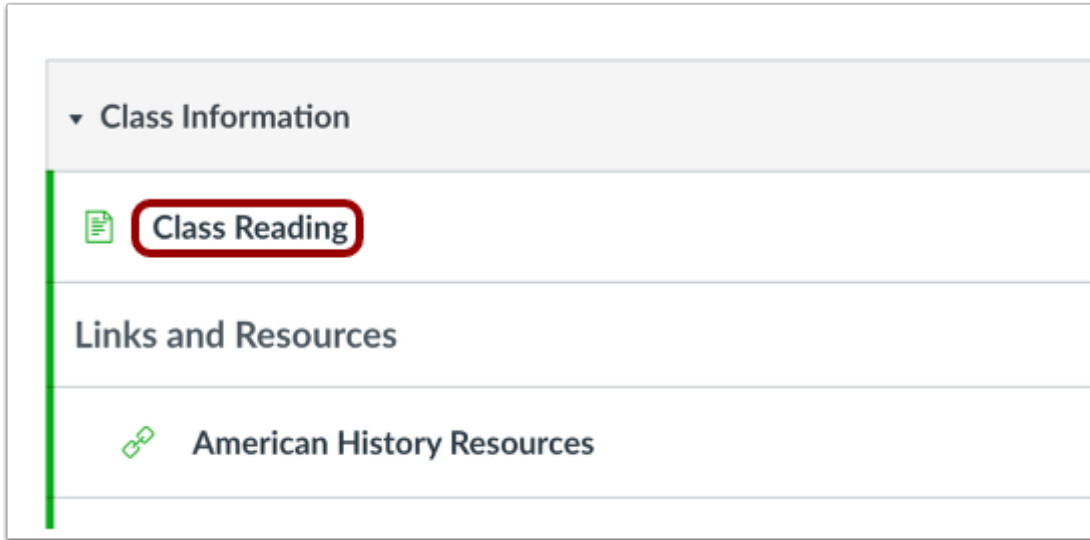 Class Information
Class Reading
Links and Resources
American History Resources